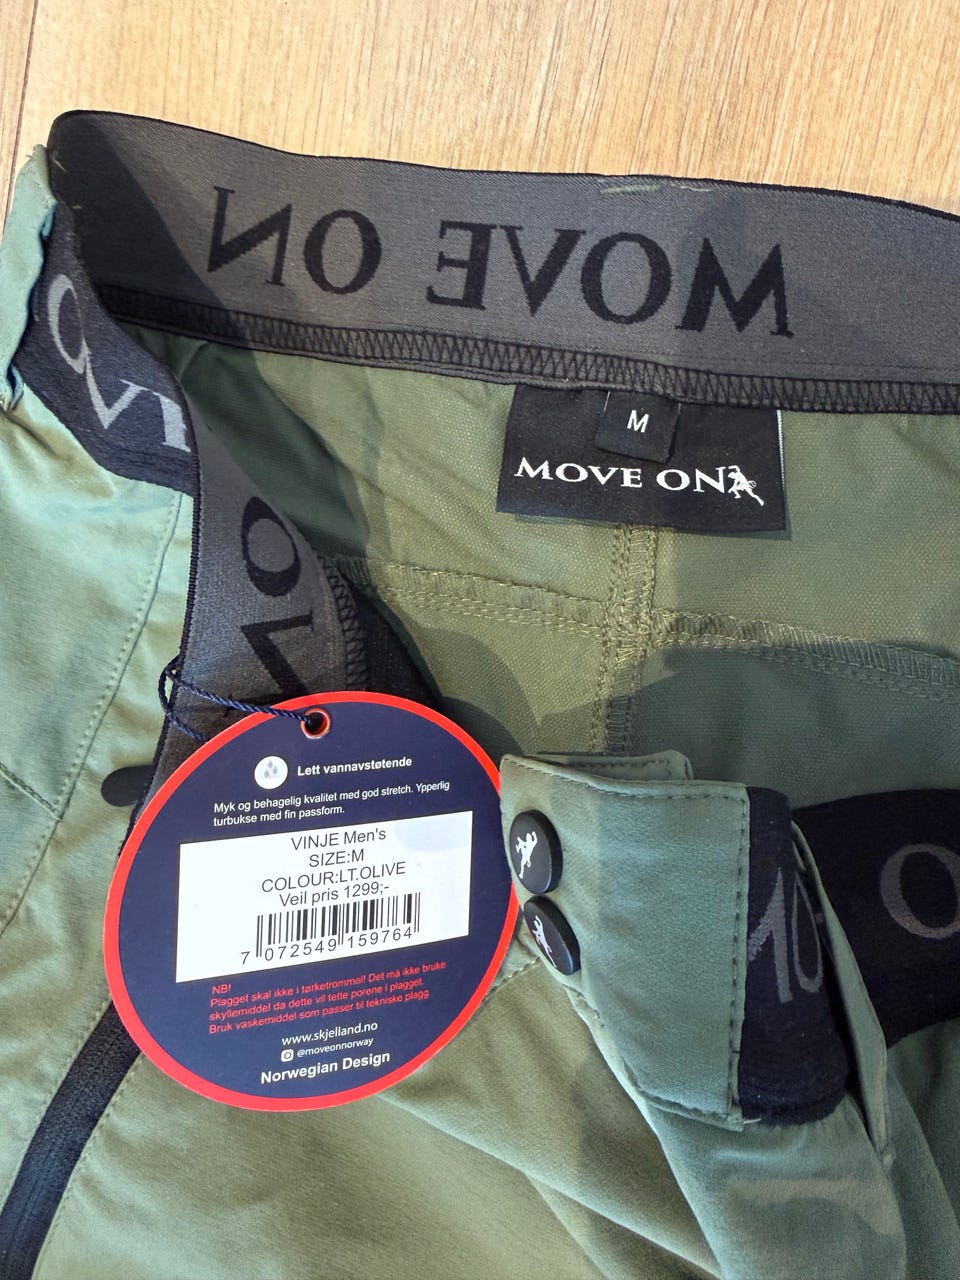 MOVE ON
M
MOVE ON
Lett vannavstøtende
Myk og behagelig kvalitet med god stretch. Ypperlig
turbukse med fin passform.
VINJE Men's
SIZE:M
COLOUR:LT.OLIVE
Veil pris 1299;-
7 072549 159764
NB!
Plagget skal ikke i tørketrommel! Det må ikke bruke
skyllemiddel da dette vil tette porene i plagget.
Bruk vaskemiddel som passer til tekniske plagg
www.skjelland.no
@moveonnorway
Norwegian Design